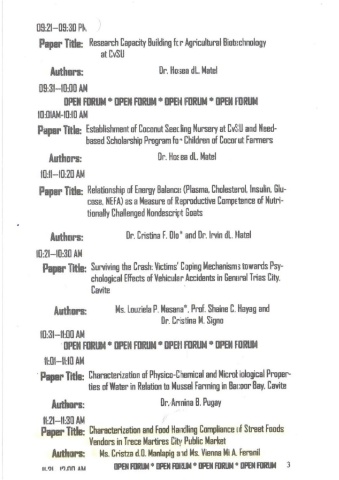 09:21—09:30 PM
Paper Title: Research Capacity Building for Agricultural Biotechnology
at CvSU
Authors: Dr. Hosea dL. Matel
09:31—10:00 AM
OPEN FORUM * OPEN FORUM * OPEN FORUM * OPEN FORUM
10:01AM-10:10 AM
Paper Title: Establishment of Coconut Seedling Nursery at CvSU and Need-
based Scholarship Program for Children of Coconut Farmers
Authors: Dr. Hosea dL. Matel
10:11—10:20 AM
Paper Title: Relationship of Energy Balance (Plasma, Cholesterol, Insulin, Glu-
cose, NEFA) as a Measure of Reproductive Competence of Nutri-
tionally Challenged Nondescript Goats
Authors: Dr. Cristina F. Olo* and Dr. Irvin dL. Matel
10:21—10:30 AM
Paper Title: Surviving the Crash: Victims' Coping Mechanisms towards Psy-
chological Effects of Vehicular Accidents in General Trias City,
Cavite
Authors: Ms. Louziela P. Masana*, Prof. Shaine C. Hayag and
Dr. Cristina M. Signo
10:31—11:00 AM
OPEN FORUM * OPEN FORUM * OPEN FORUM * OPEN FORUM
11:01—11:10 AM
Paper Title: Characterization of Physico-Chemical and Microbiological Proper-
ties of Water in Relation to Mussel Farming in Bacoor Bay, Cavite
Authors: Dr. Amnina B. Pugay
11:21—11:30 AM
Paper Title: Characterization and Food Handling Compliance of Street Foods
Vendors in Trece Martires City Public Market
Authors: Ms. Cristza d.O. Manlapig and Ms. Vienna Mi A. Feranil
11:31—12:00 AM OPEN FORUM * OPEN FORUM * OPEN FORUM * OPEN FORUM 3